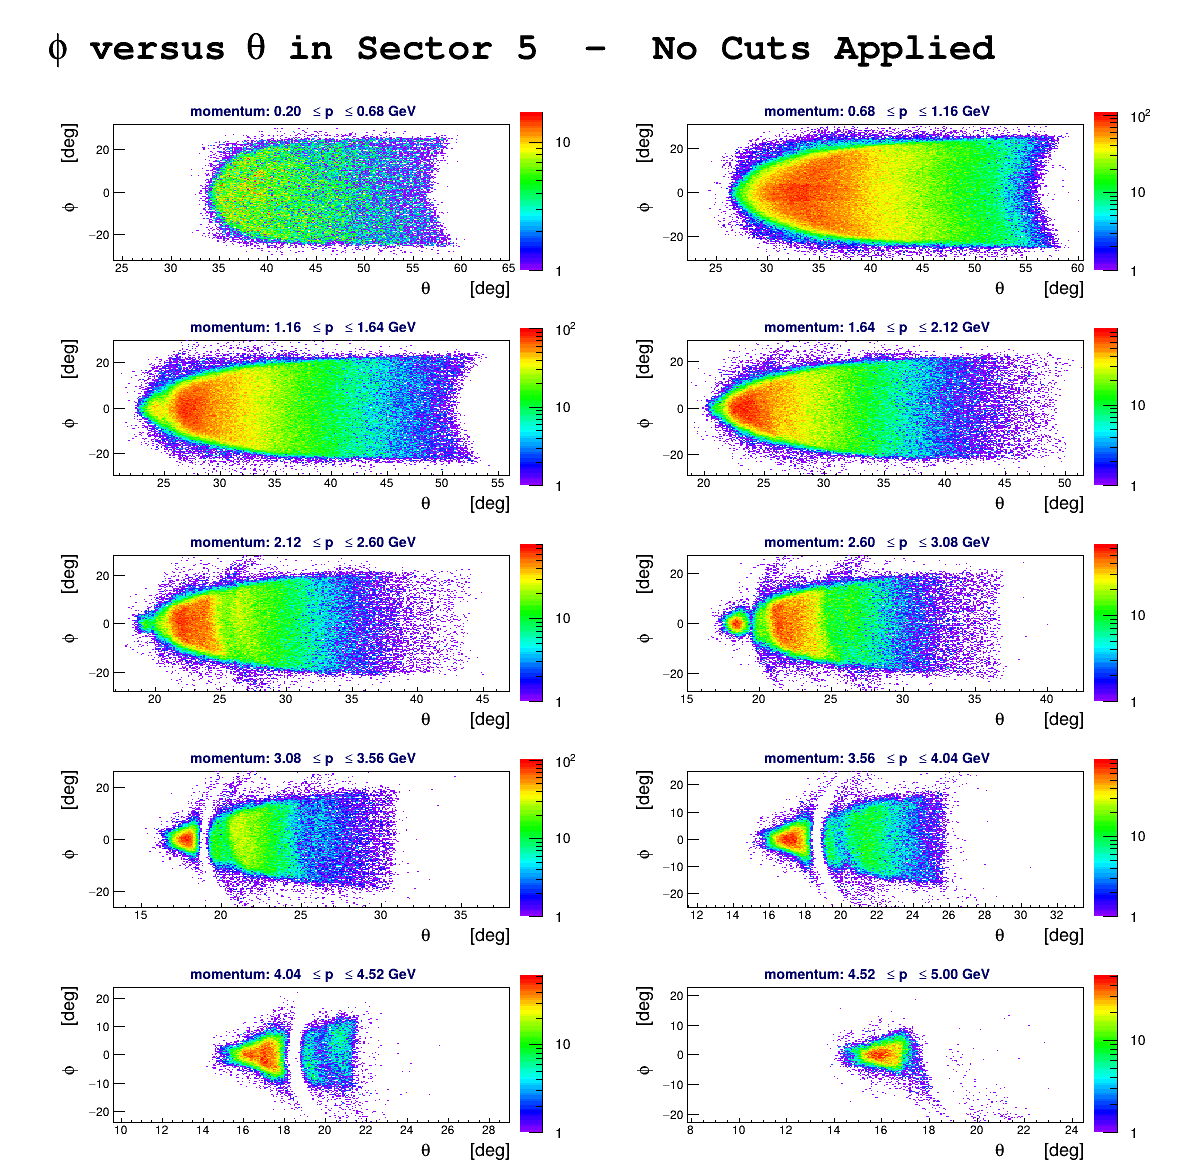 ϕ versus θ in Sector 5 – No Cuts Applied
momentum: 0.20 ≤ p ≤ 0.68 GeV
ϕ [deg]
20
0
−20
25 30 35 40 45 50 55 60 65
θ [deg]
10
1
momentum: 0.68 ≤ p ≤ 1.16 GeV
ϕ [deg]
20
0
−20
25 30 35 40 45 50 55 60
θ [deg]
10²
10
1
momentum: 1.16 ≤ p ≤ 1.64 GeV
ϕ [deg]
20
0
−20
25 30 35 40 45 50 55
θ [deg]
10²
10
1
momentum: 1.64 ≤ p ≤ 2.12 GeV
ϕ [deg]
20
0
−20
20 25 30 35 40 45 50
θ [deg]
10
1
momentum: 2.12 ≤ p ≤ 2.60 GeV
ϕ [deg]
20
0
−20
20 25 30 35 40 45
θ [deg]
10
1
momentum: 2.60 ≤ p ≤ 3.08 GeV
ϕ [deg]
20
0
−20
15 20 25 30 35 40
θ [deg]
10
1
momentum: 3.08 ≤ p ≤ 3.56 GeV
ϕ [deg]
20
0
−20
15 20 25 30 35
θ [deg]
10²
10
1
momentum: 3.56 ≤ p ≤ 4.04 GeV
ϕ [deg]
20
10
0
−10
−20
12 14 16 18 20 22 24 26 28 30 32
θ [deg]
10
1
momentum: 4.04 ≤ p ≤ 4.52 GeV
ϕ [deg]
20
10
0
−10
−20
10 12 14 16 18 20 22 24 26 28
θ [deg]
10
1
momentum: 4.52 ≤ p ≤ 5.00 GeV
ϕ [deg]
20
10
0
−10
−20
8 10 12 14 16 18 20 22 24
θ [deg]
10
1